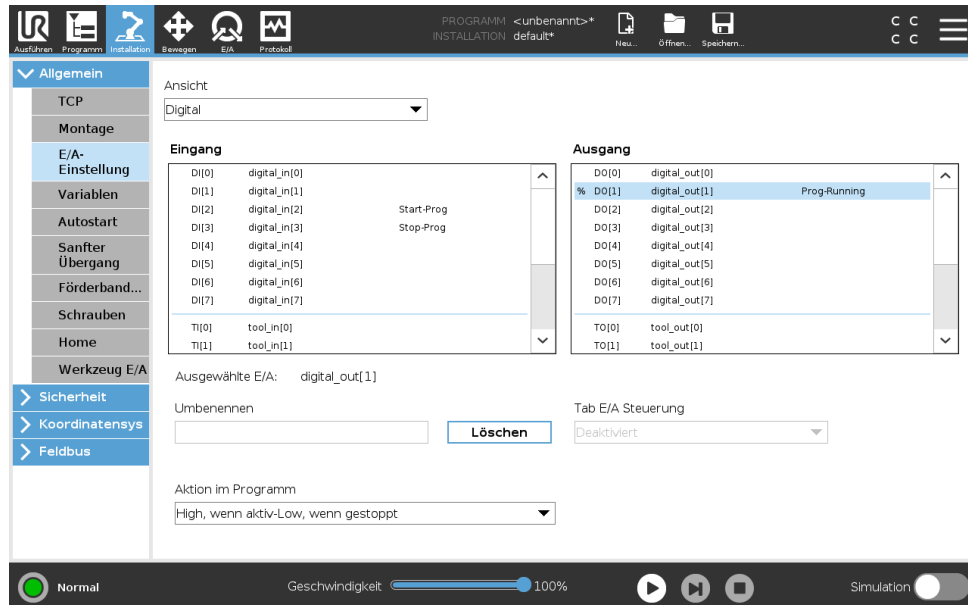 PROGRAMM <unbenannt>*
INSTALLATION default*
Ausführen Programm Installation Bewegen E/A Protokoll Neu... Öffnen... Speichern...
C C
C C
Allgemein
TCP
Montage
E/A-
Einstellung
Variablen
Autostart
Sanfter
Übergang
Förderband...
Schrauben
Home
Werkzeug E/A
Sicherheit
Koordinatensys
Feldbus
Ansicht
Digital
Eingang
DI[0] digital_in[0]
DI[1] digital_in[1]
DI[2] digital_in[2] Start-Prog
DI[3] digital_in[3] Stop-Prog
DI[4] digital_in[4]
DI[5] digital_in[5]
DI[6] digital_in[6]
DI[7] digital_in[7]
TI[0] tool_in[0]
TI[1] tool_in[1]
Ausgang
DO[0] digital_out[0]
% DO[1] digital_out[1] Prog-Running
DO[2] digital_out[2]
DO[3] digital_out[3]
DO[4] digital_out[4]
DO[5] digital_out[5]
DO[6] digital_out[6]
DO[7] digital_out[7]
TO[0] tool_out[0]
TO[1] tool_out[1]
Ausgewählte E/A: digital_out[1]
Umbenennen
Löschen
Tab E/A Steuerung
Deaktiviert
Aktion im Programm
High, wenn aktiv-Low, wenn gestoppt
Normal
Geschwindigkeit 100%
Simulation